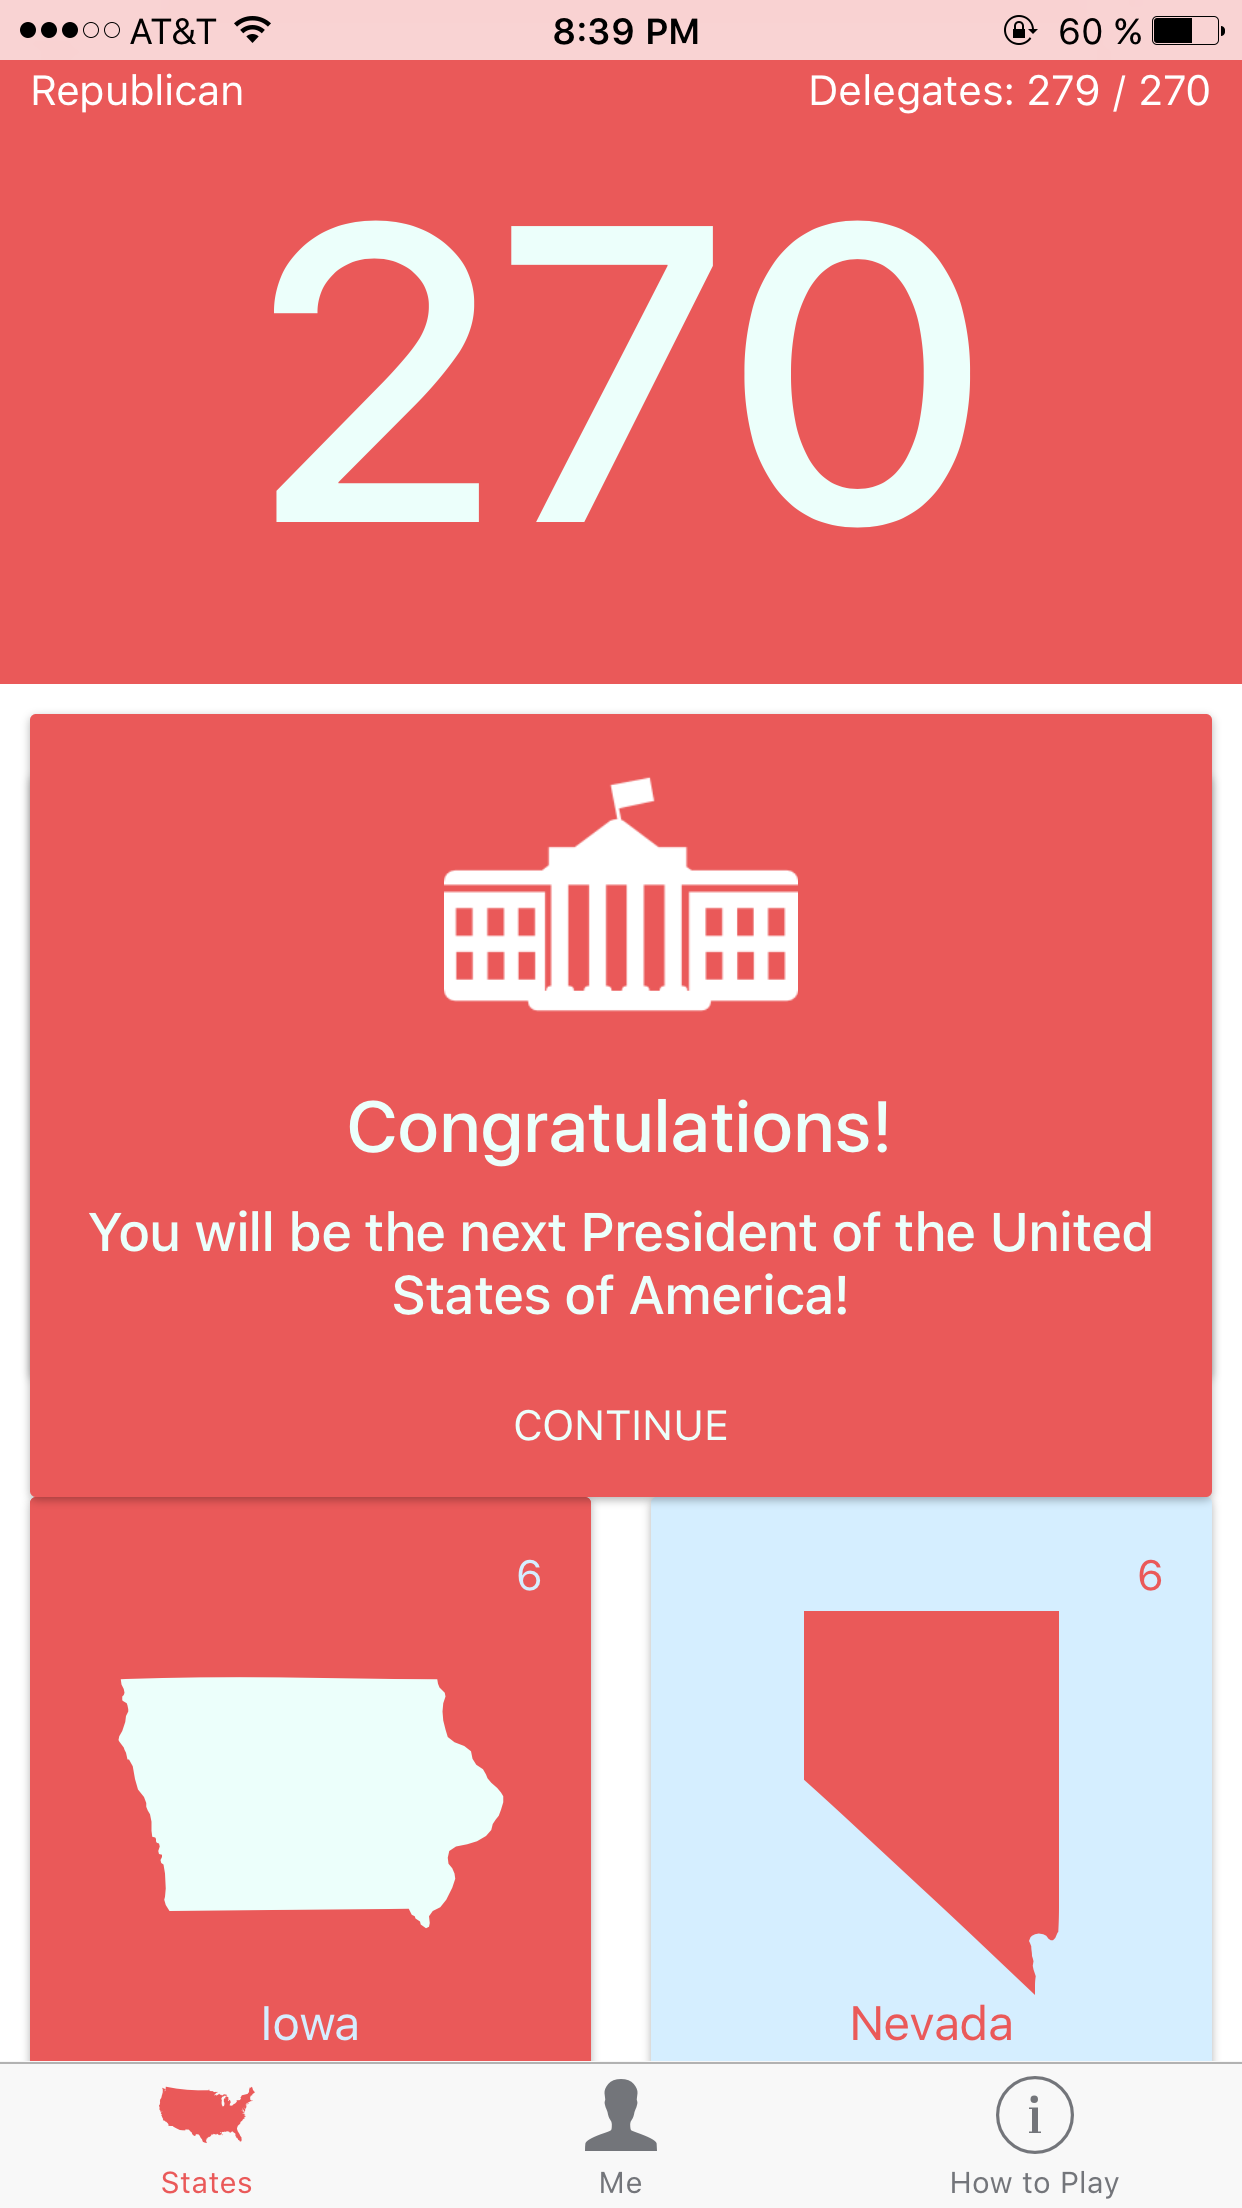 AT&T 8:39 PM 60 %
Republican Delegates: 279 / 270
270
Congratulations!
You will be the next President of the United
States of America!
CONTINUE
6 6
Iowa Nevada
States Me How to Play